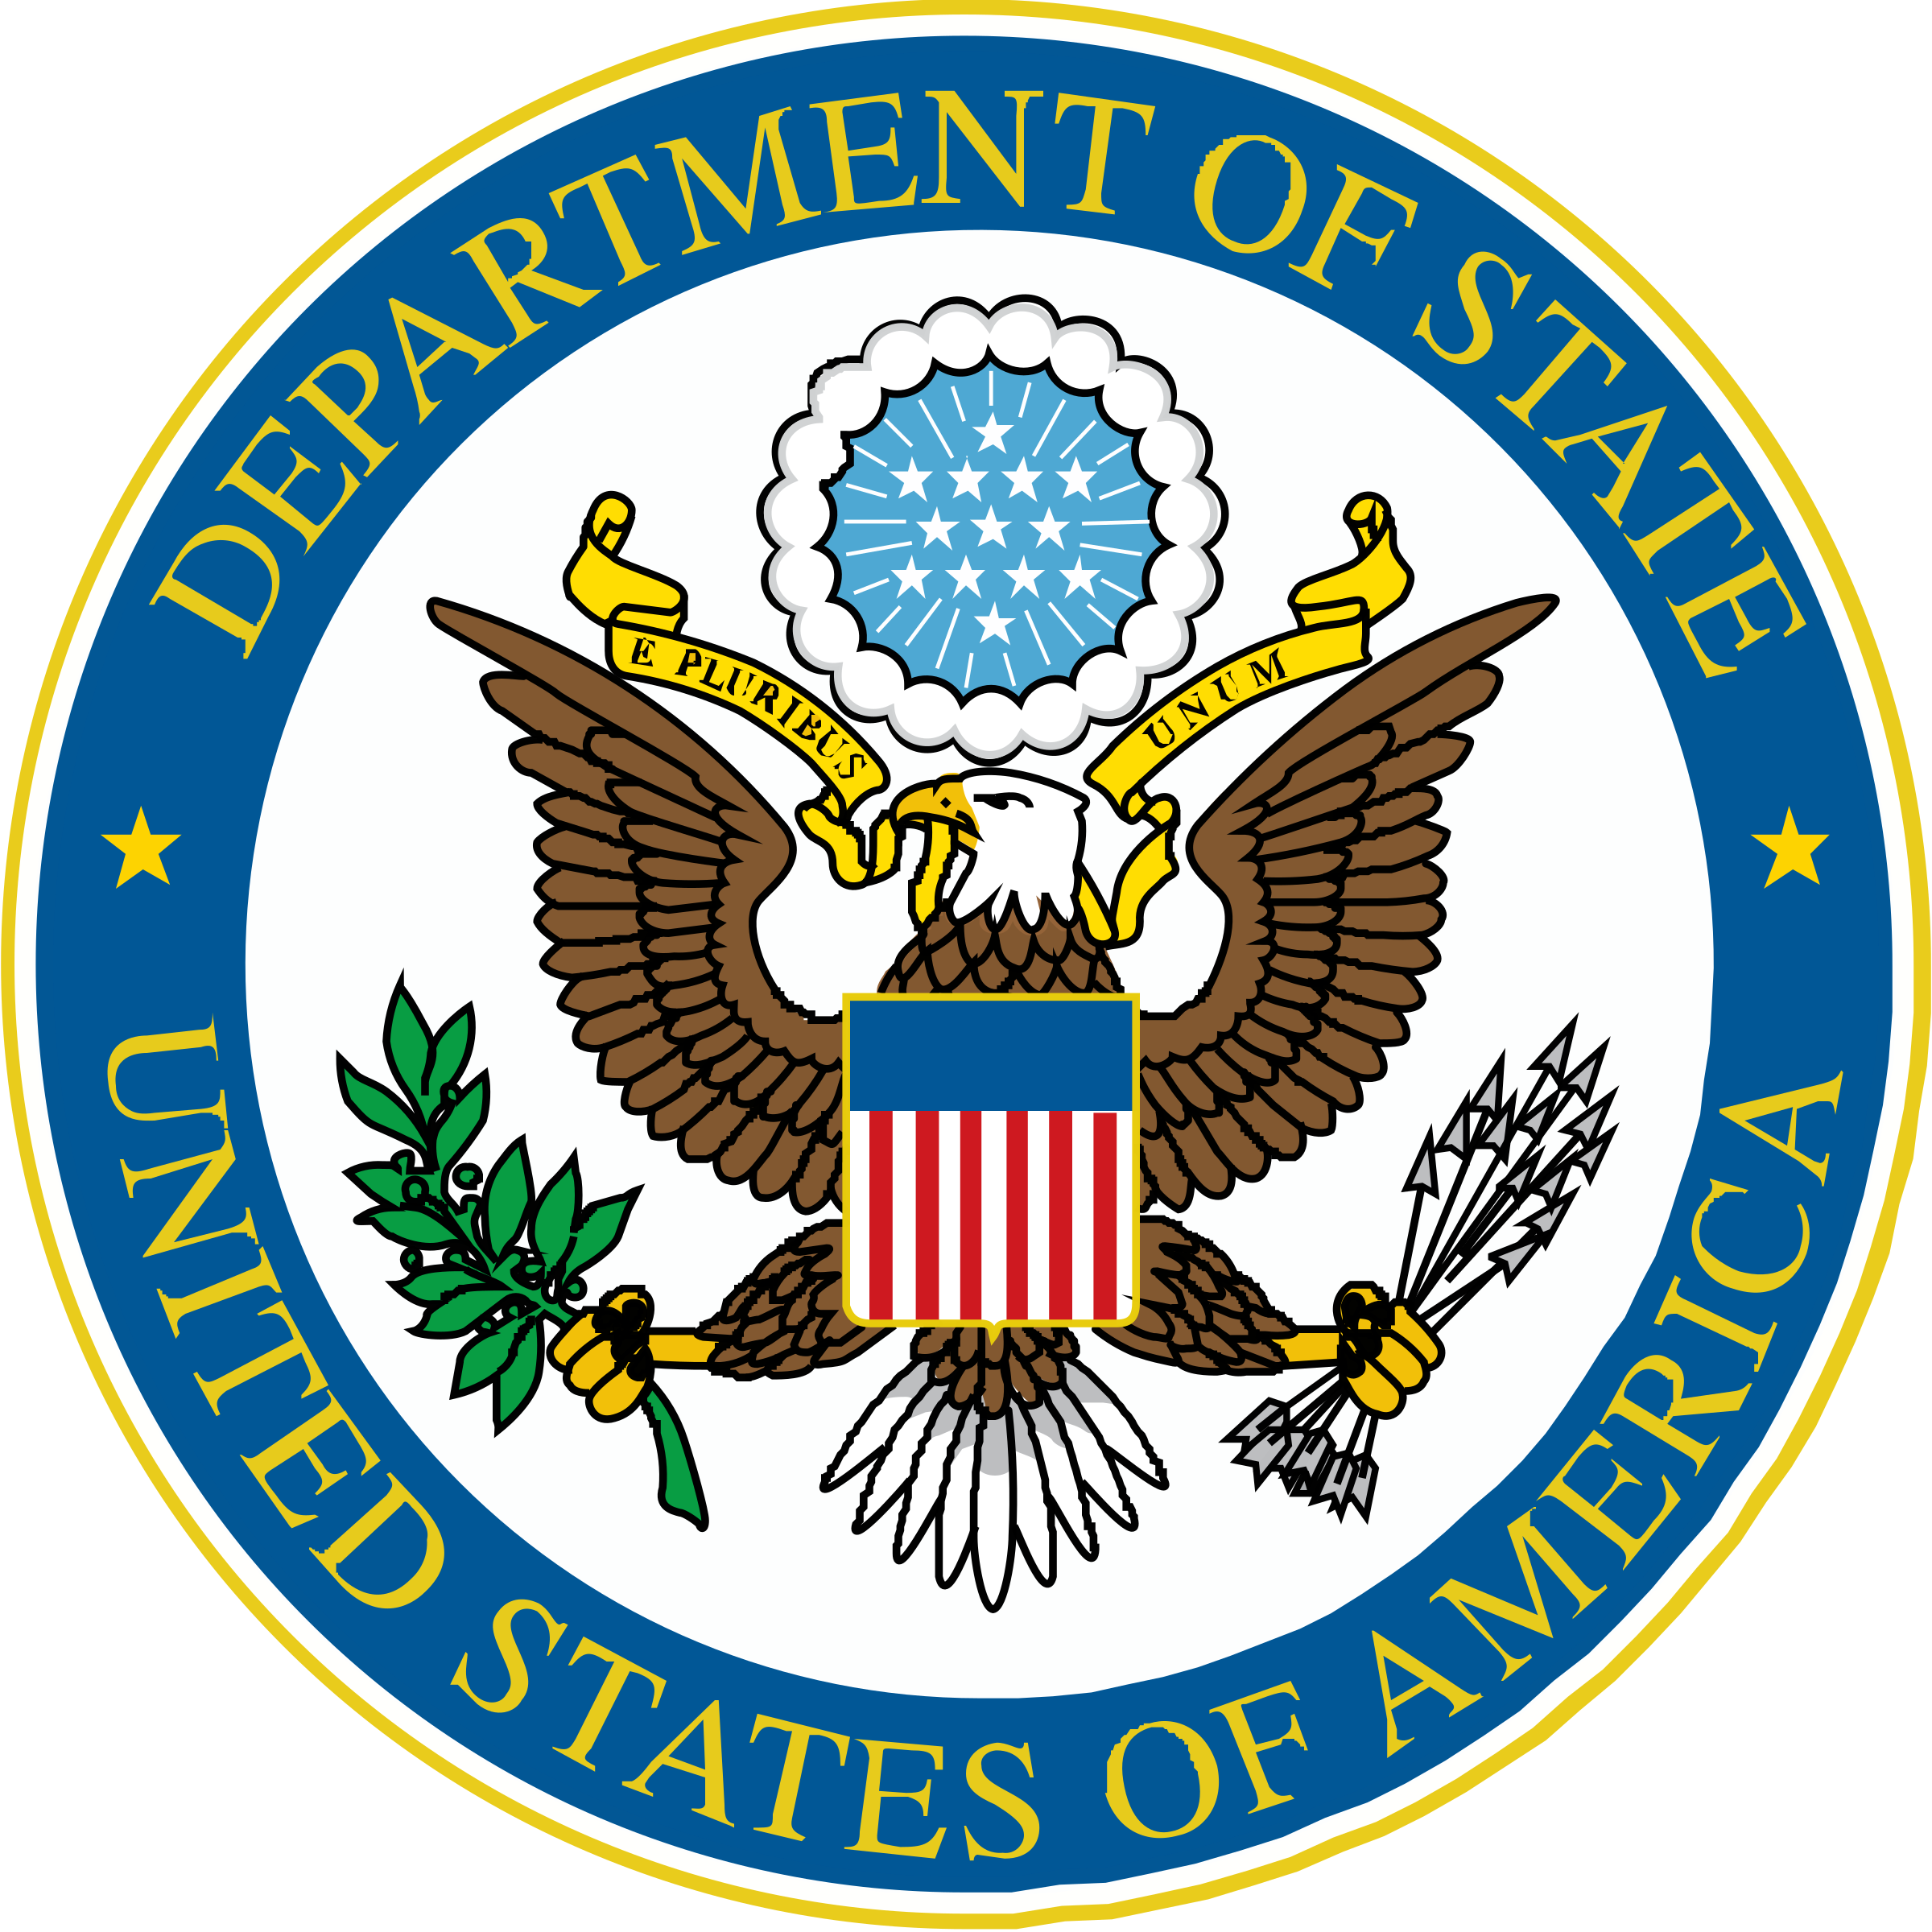 DEPARTMENT OF STATE
UNITED STATES OF AMERICA
E PLURIBUS
UNUM